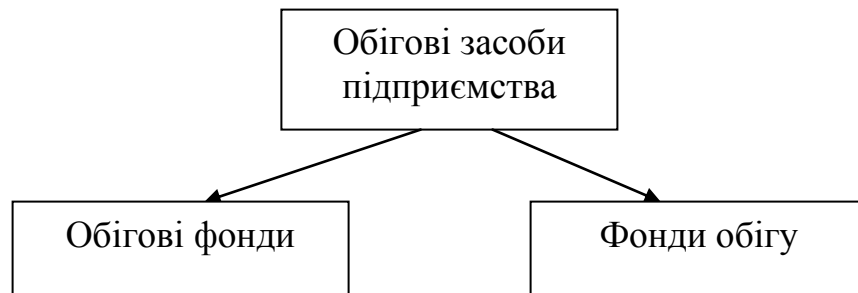 Обігові засоби
підприємства
Обігові фонди
Фонди обігу